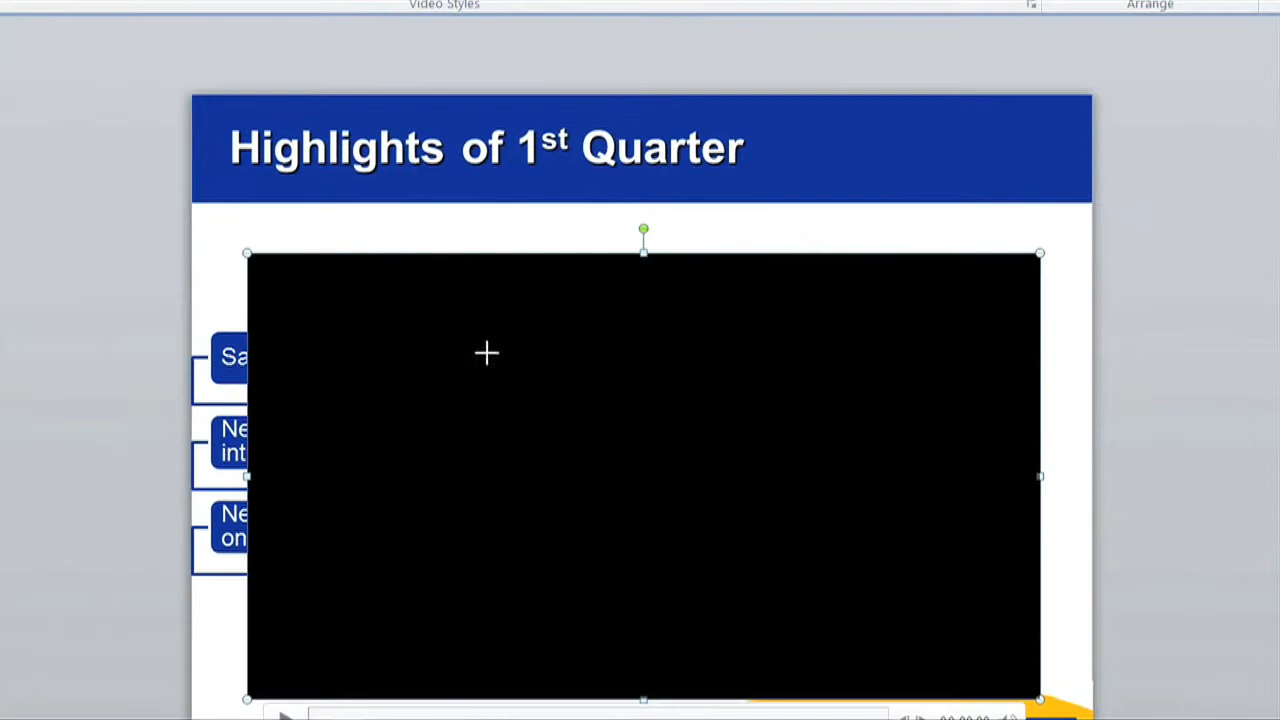 Video Styles
Arrange
Highlights of 1st Quarter
Sa
Ne
int
Ne
on